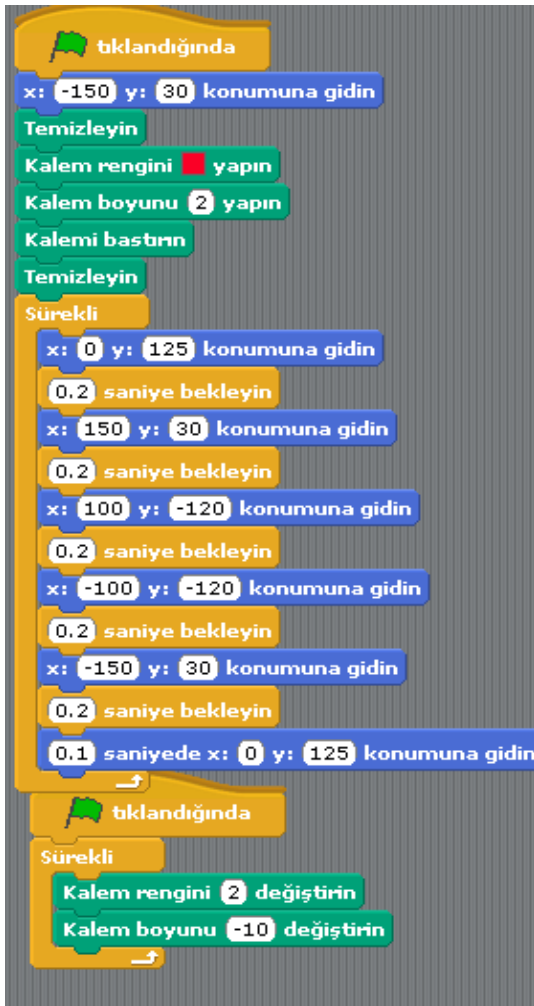 tıklandığında
x: -150 y: 30 konumuna gidin
Temizleyin
Kalem rengini yapın
Kalem boyunu 2 yapın
Kalemi bastırın
Temizleyin
Sürekli
x: 0 y: 125 konumuna gidin
0.2 saniye bekleyin
x: 150 y: 30 konumuna gidin
0.2 saniye bekleyin
x: 100 y: -120 konumuna gidin
0.2 saniye bekleyin
x: -100 y: -120 konumuna gidin
0.2 saniye bekleyin
x: -150 y: 30 konumuna gidin
0.2 saniye bekleyin
0.1 saniyede x: 0 y: 125 konumuna gidin
tıklandığında
Sürekli
Kalem rengini 2 değiştirin
Kalem boyunu -10 değiştirin